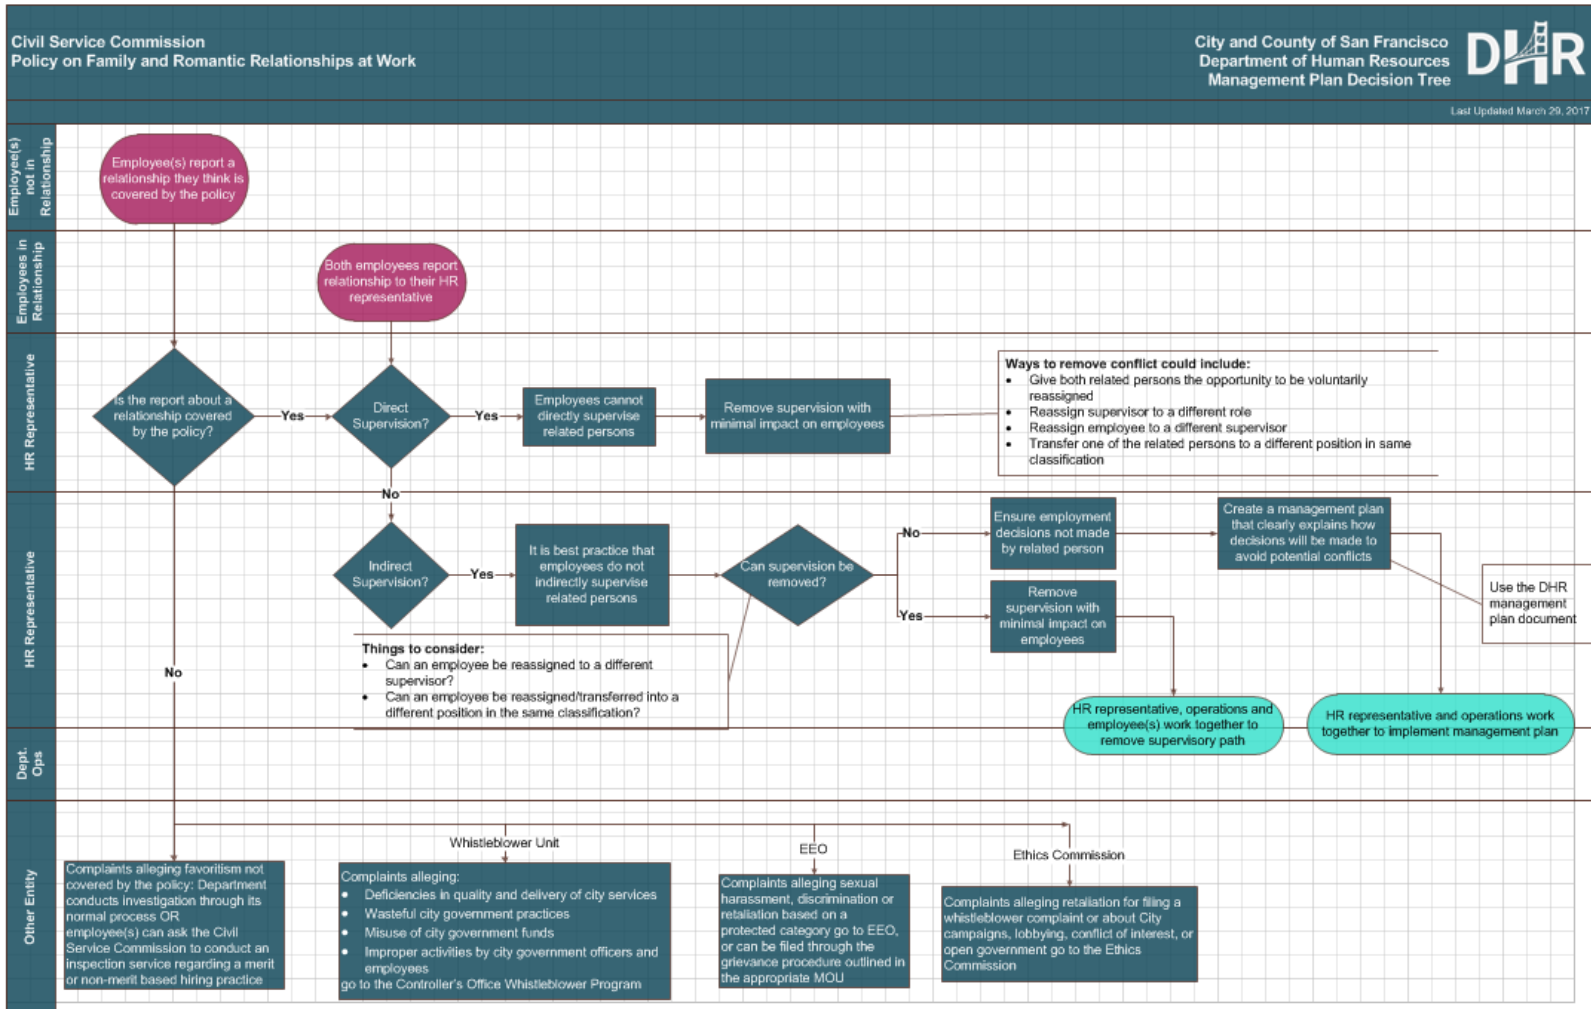 Civil Service Commission
Policy on Family and Romantic Relationships at Work
City and County of San Francisco
Department of Human Resources
Management Plan Decision Tree
DHR
Last Updated March 29, 2017
Employee(s)
not in
Relationship
Employee(s) report a
relationship they think is
covered by the policy
Employees in
Relationship
Both employees report
relationship to their HR
representative
HR Representative
Is the report about a
relationship covered
by the policy?
Yes
Direct
Supervision?
Yes
Employees cannot
directly supervise
related persons
Remove supervision with
minimal impact on employees
Ways to remove conflict could include:
• Give both related persons the opportunity to be voluntarily
reassigned
• Reassign supervisor to a different role
• Reassign employee to a different supervisor
• Transfer one of the related persons to a different position in same
classification
No
HR Representative
Indirect
Supervision?
Yes
It is best practice that
employees do not
indirectly supervise
related persons
Can supervision be
removed?
No
Ensure employment
decisions not made
by related person
Create a management plan
that clearly explains how
decisions will be made to
avoid potential conflicts
Use the DHR
management
plan document
Yes
Remove
supervision with
minimal impact on
employees
Things to consider:
• Can an employee be reassigned to a different
supervisor?
• Can an employee be reassigned/transferred into a
different position in the same classification?
No
HR representative, operations and
employee(s) work together to
remove supervisory path
HR representative and operations work
together to implement management plan
Dept.
Ops
Other Entity
Complaints alleging favoritism not
covered by the policy: Department
conducts investigation through its
normal process OR
employee(s) can ask the Civil
Service Commission to conduct an
inspection service regarding a merit
or non-merit based hiring practice
Whistleblower Unit
Complaints alleging:
• Deficiencies in quality and delivery of city services
• Wasteful city government practices
• Misuse of city government funds
• Improper activities by city government officers and
employees
go to the Controller's Office Whistleblower Program
EEO
Complaints alleging sexual
harassment, discrimination or
retaliation based on a
protected category go to EEO,
or can be filed through the
grievance procedure outlined in
the appropriate MOU
Ethics Commission
Complaints alleging retaliation for filing a
whistleblower complaint or about City
campaigns, lobbying, conflict of interest, or
open government go to the Ethics
Commission